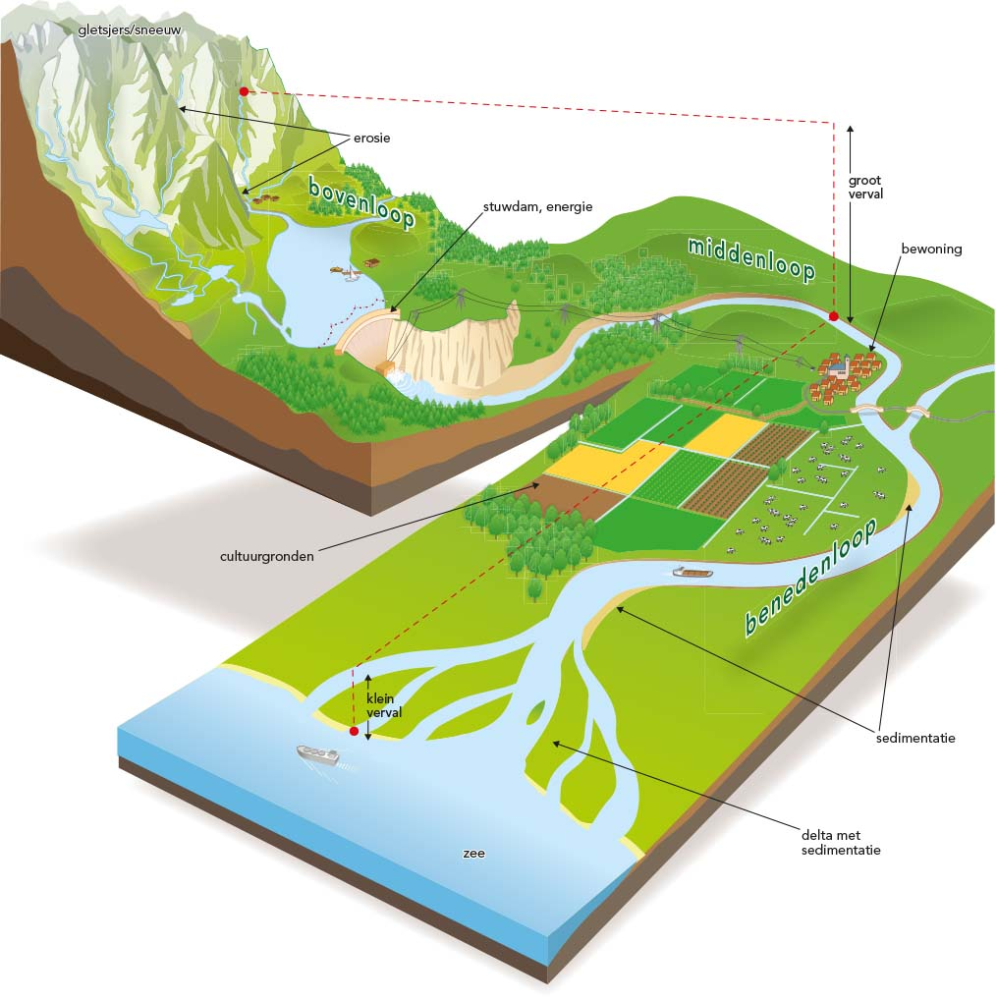 gletsjers/sneeuw
erosie
bovenloop
stuwdam, energie
groot
verval
middenloop
bewoning
cultuurgronden
benedenloop
klein
verval
sedimentatie
delta met
sedimentatie
zee